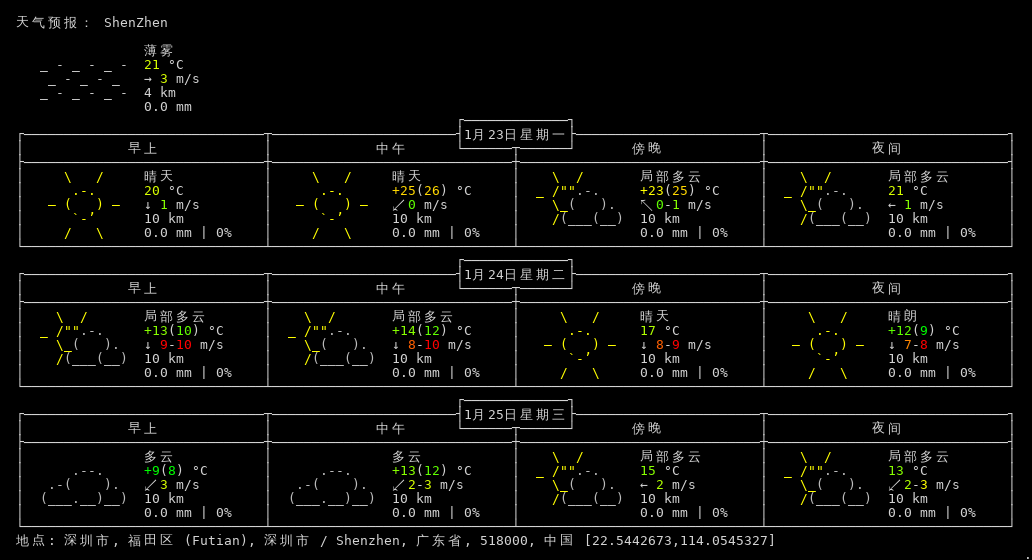 天气预报： ShenZhen
薄雾
21 °C
→ 3 m/s
4 km
0.0 mm
1月23日星期一
早上 中午 傍晚 夜间
晴天 晴天 局部多云 局部多云
20 °C +25(26) °C +23(25) °C 21 °C
↓ 1 m/s ↙ 0 m/s ↖ 0-1 m/s ← 1 m/s
10 km 10 km 10 km 10 km
0.0 mm | 0% 0.0 mm | 0% 0.0 mm | 0% 0.0 mm | 0%
1月24日星期二
早上 中午 傍晚 夜间
局部多云 局部多云 晴天 晴朗
+13(10) °C +14(12) °C 17 °C +12(9) °C
↓ 9-10 m/s ↓ 8-10 m/s ↓ 8-9 m/s ↓ 7-8 m/s
10 km 10 km 10 km 10 km
0.0 mm | 0% 0.0 mm | 0% 0.0 mm | 0% 0.0 mm | 0%
1月25日星期三
早上 中午 傍晚 夜间
多云 多云 局部多云 局部多云
+9(8) °C +13(12) °C 15 °C 13 °C
↙ 3 m/s ↙ 2-3 m/s ← 2 m/s ↙ 2-3 m/s
10 km 10 km 10 km 10 km
0.0 mm | 0% 0.0 mm | 0% 0.0 mm | 0% 0.0 mm | 0%
地点: 深圳市, 福田区 (Futian), 深圳市 / Shenzhen, 广东省, 518000, 中国 [22.5442673,114.0545327]